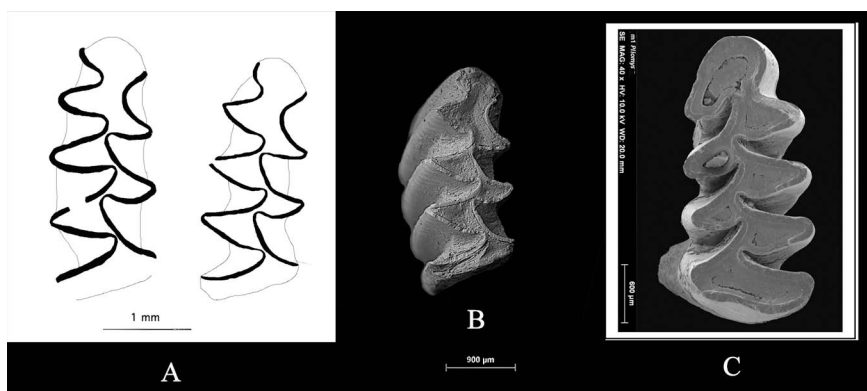 1 mm
A
B
900 µm
m1 Pliomys -
SE MAG: 40 x HV: 10.0 kV WD: 20.0 mm
600 µm
C